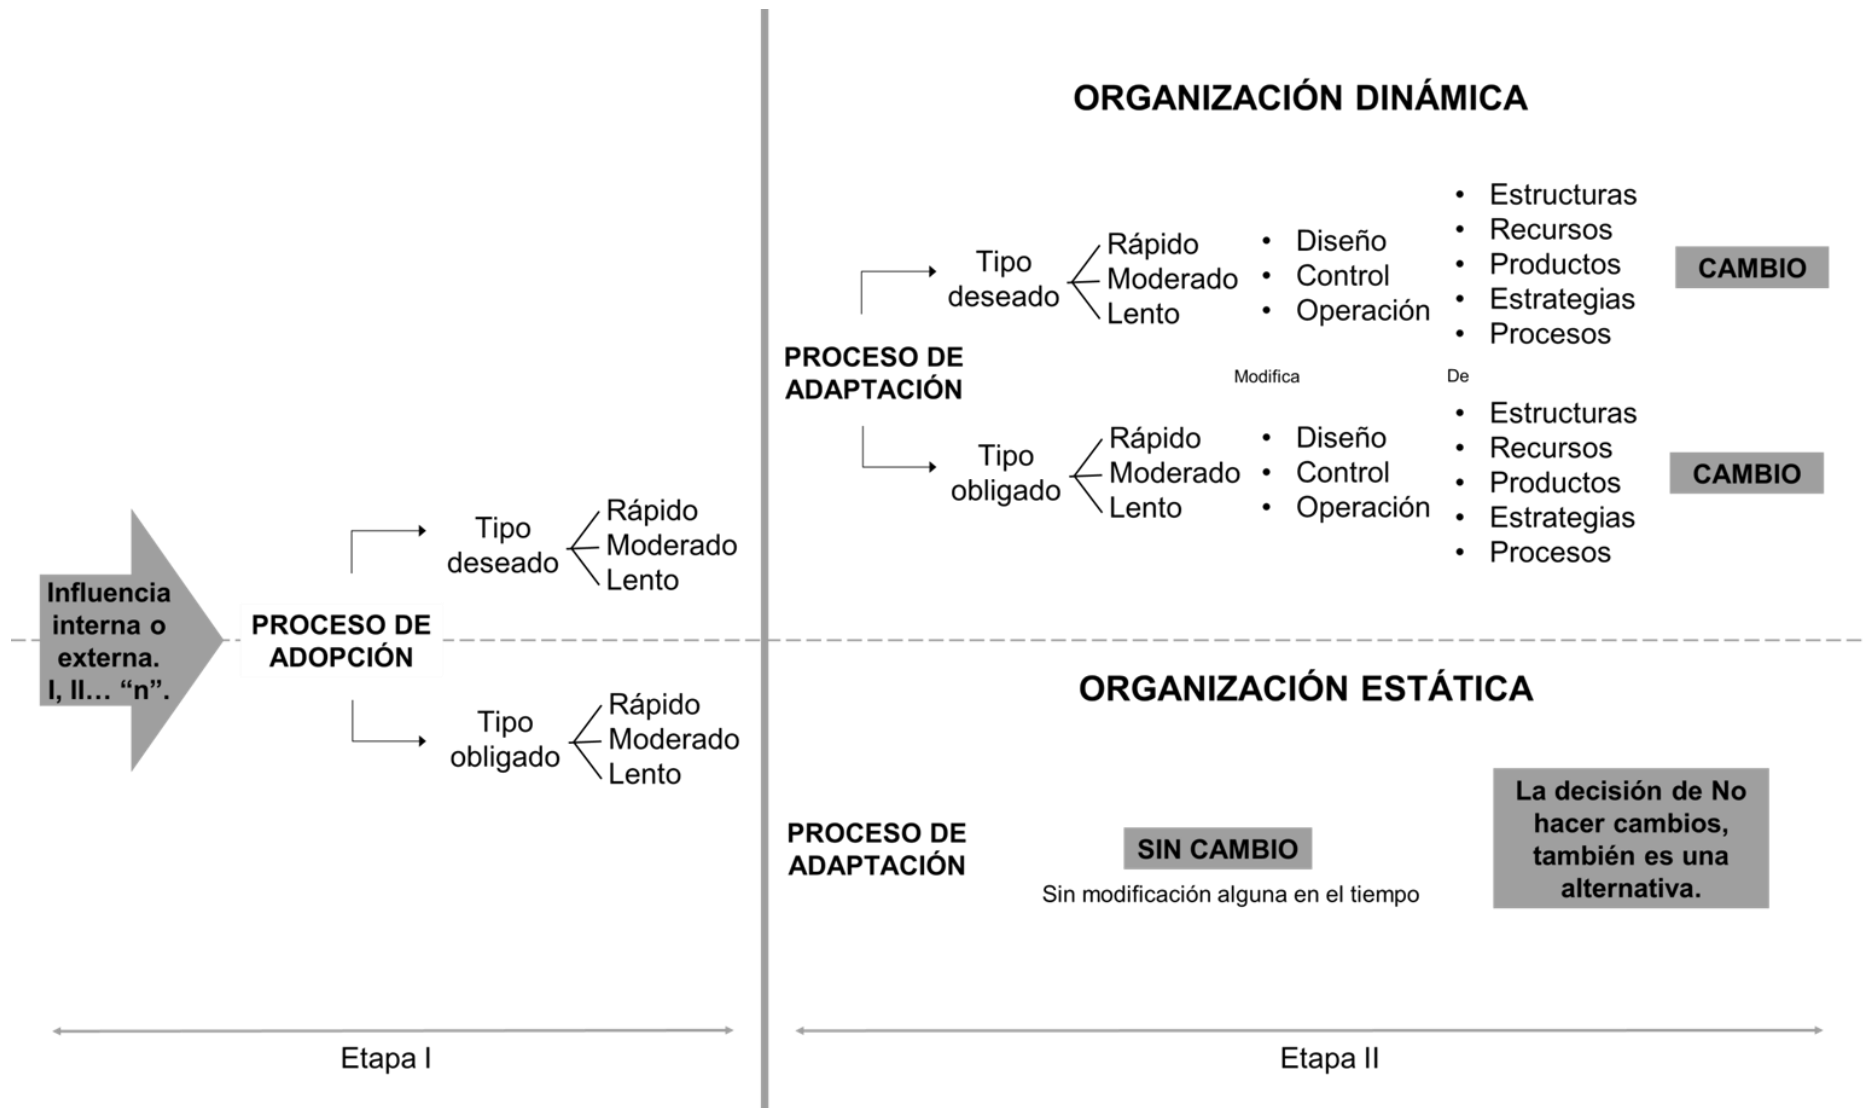 ORGANIZACIÓN DINÁMICA
Influencia
interna o
externa.
I, II… “n”.
PROCESO DE
ADOPCIÓN
Tipo
deseado
Rápido
Moderado
Lento
Tipo
obligado
Rápido
Moderado
Lento
PROCESO DE
ADAPTACIÓN
Tipo
deseado
Rápido
Moderado
Lento
• Diseño
• Control
• Operación
• Estructuras
• Recursos
• Productos
• Estrategias
• Procesos
CAMBIO
Modifica
De
Tipo
obligado
Rápido
Moderado
Lento
• Diseño
• Control
• Operación
• Estructuras
• Recursos
• Productos
• Estrategias
• Procesos
CAMBIO
ORGANIZACIÓN ESTÁTICA
PROCESO DE
ADAPTACIÓN
SIN CAMBIO
Sin modificación alguna en el tiempo
La decisión de No
hacer cambios,
también es una
alternativa.
Etapa I
Etapa II